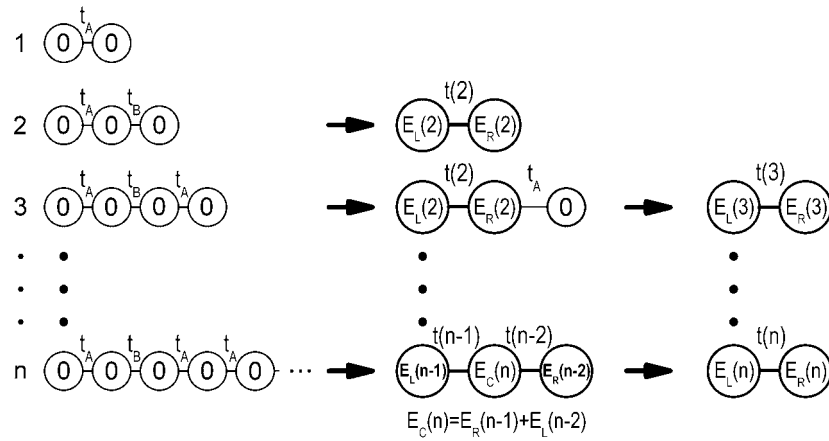 t_A
1 0 0
t_A t_B t(2)
2 0 0 0 E_L(2) E_R(2)
t_A t_B t_A t(2) t_A t(3)
3 0 0 0 0 E_L(2) E_R(2) 0 E_L(3) E_R(3)
t_A t_B t_A t_A t(n-1) t(n-2) t(n)
n 0 0 0 0 0 ... E_L(n-1) E_C(n) E_R(n-2) E_L(n) E_R(n)
E_C(n)=E_R(n-1)+E_L(n-2)